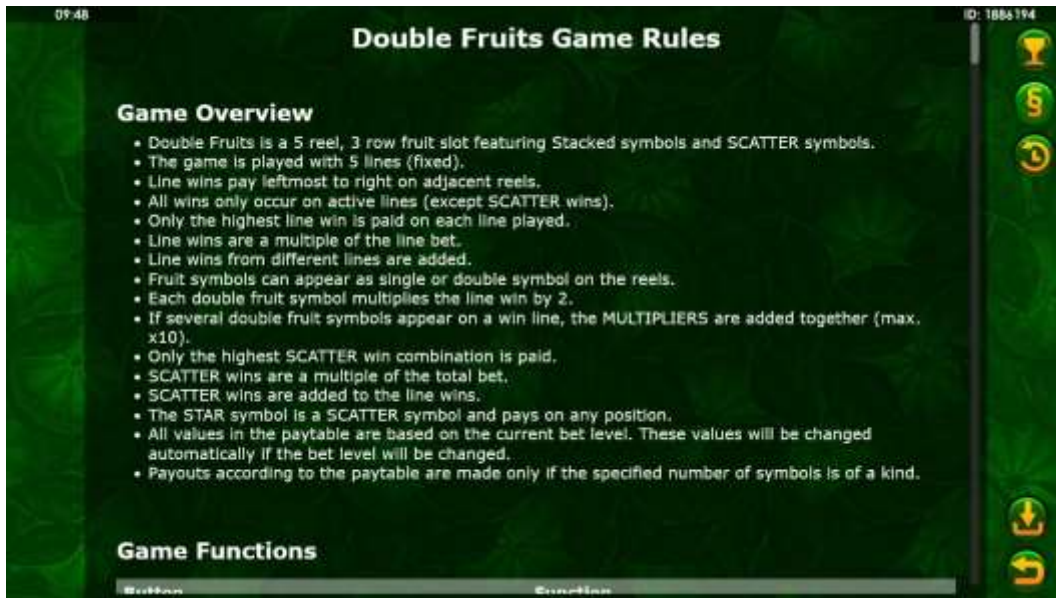 09:48
ID: 1886194
Double Fruits Game Rules
Game Overview
• Double Fruits is a 5 reel, 3 row fruit slot featuring Stacked symbols and SCATTER symbols.
• The game is played with 5 lines (fixed).
• Line wins pay leftmost to right on adjacent reels.
• All wins only occur on active lines (except SCATTER wins).
• Only the highest line win is paid on each line played.
• Line wins are a multiple of the line bet.
• Line wins from different lines are added.
• Fruit symbols can appear as single or double symbol on the reels.
• Each double fruit symbol multiplies the line win by 2.
• If several double fruit symbols appear on a win line, the MULTIPLIERS are added together (max.
x10).
• Only the highest SCATTER win combination is paid.
• SCATTER wins are a multiple of the total bet.
• SCATTER wins are added to the line wins.
• The STAR symbol is a SCATTER symbol and pays on any position.
• All values in the paytable are based on the current bet level. These values will be changed
automatically if the bet level will be changed.
• Payouts according to the paytable are made only if the specified number of symbols is of a kind.
Game Functions
Button Function
§